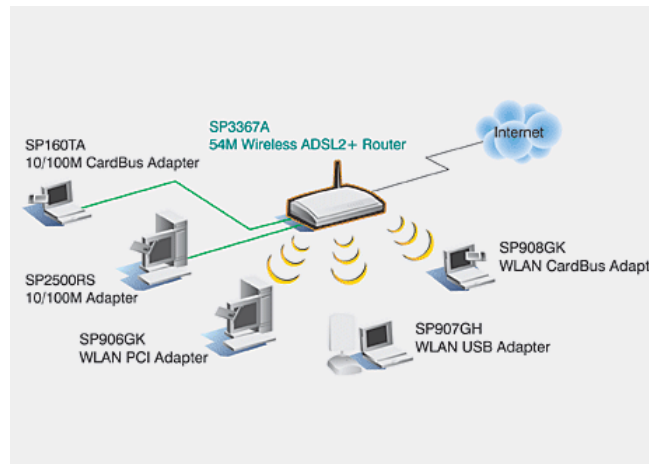 SP3367A
54M Wireless ADSL2+ Router
Internet
SP160TA
10/100M CardBus Adapter
SP2500RS
10/100M Adapter
SP906GK
WLAN PCI Adapter
SP907GH
WLAN USB Adapter
SP908GK
WLAN CardBus Adapt